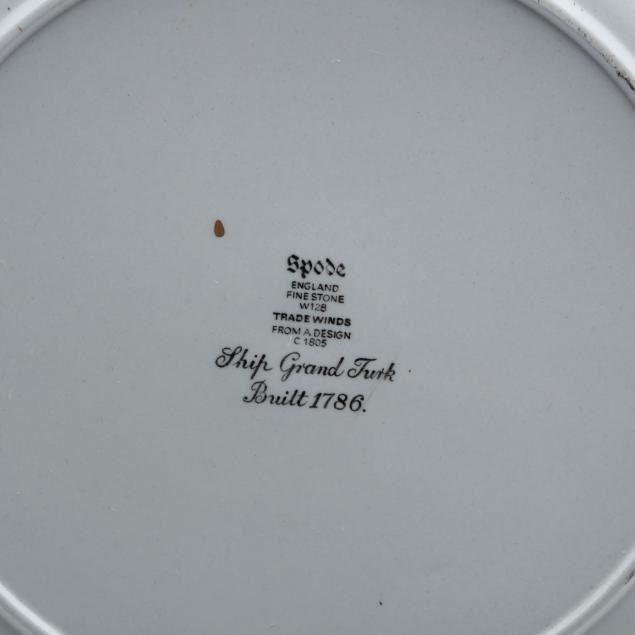 Spode
ENGLAND
FINE STONE
W128
TRADE WINDS
FROM A DESIGN
C 1805
Ship Grand Turk
Built 1786.